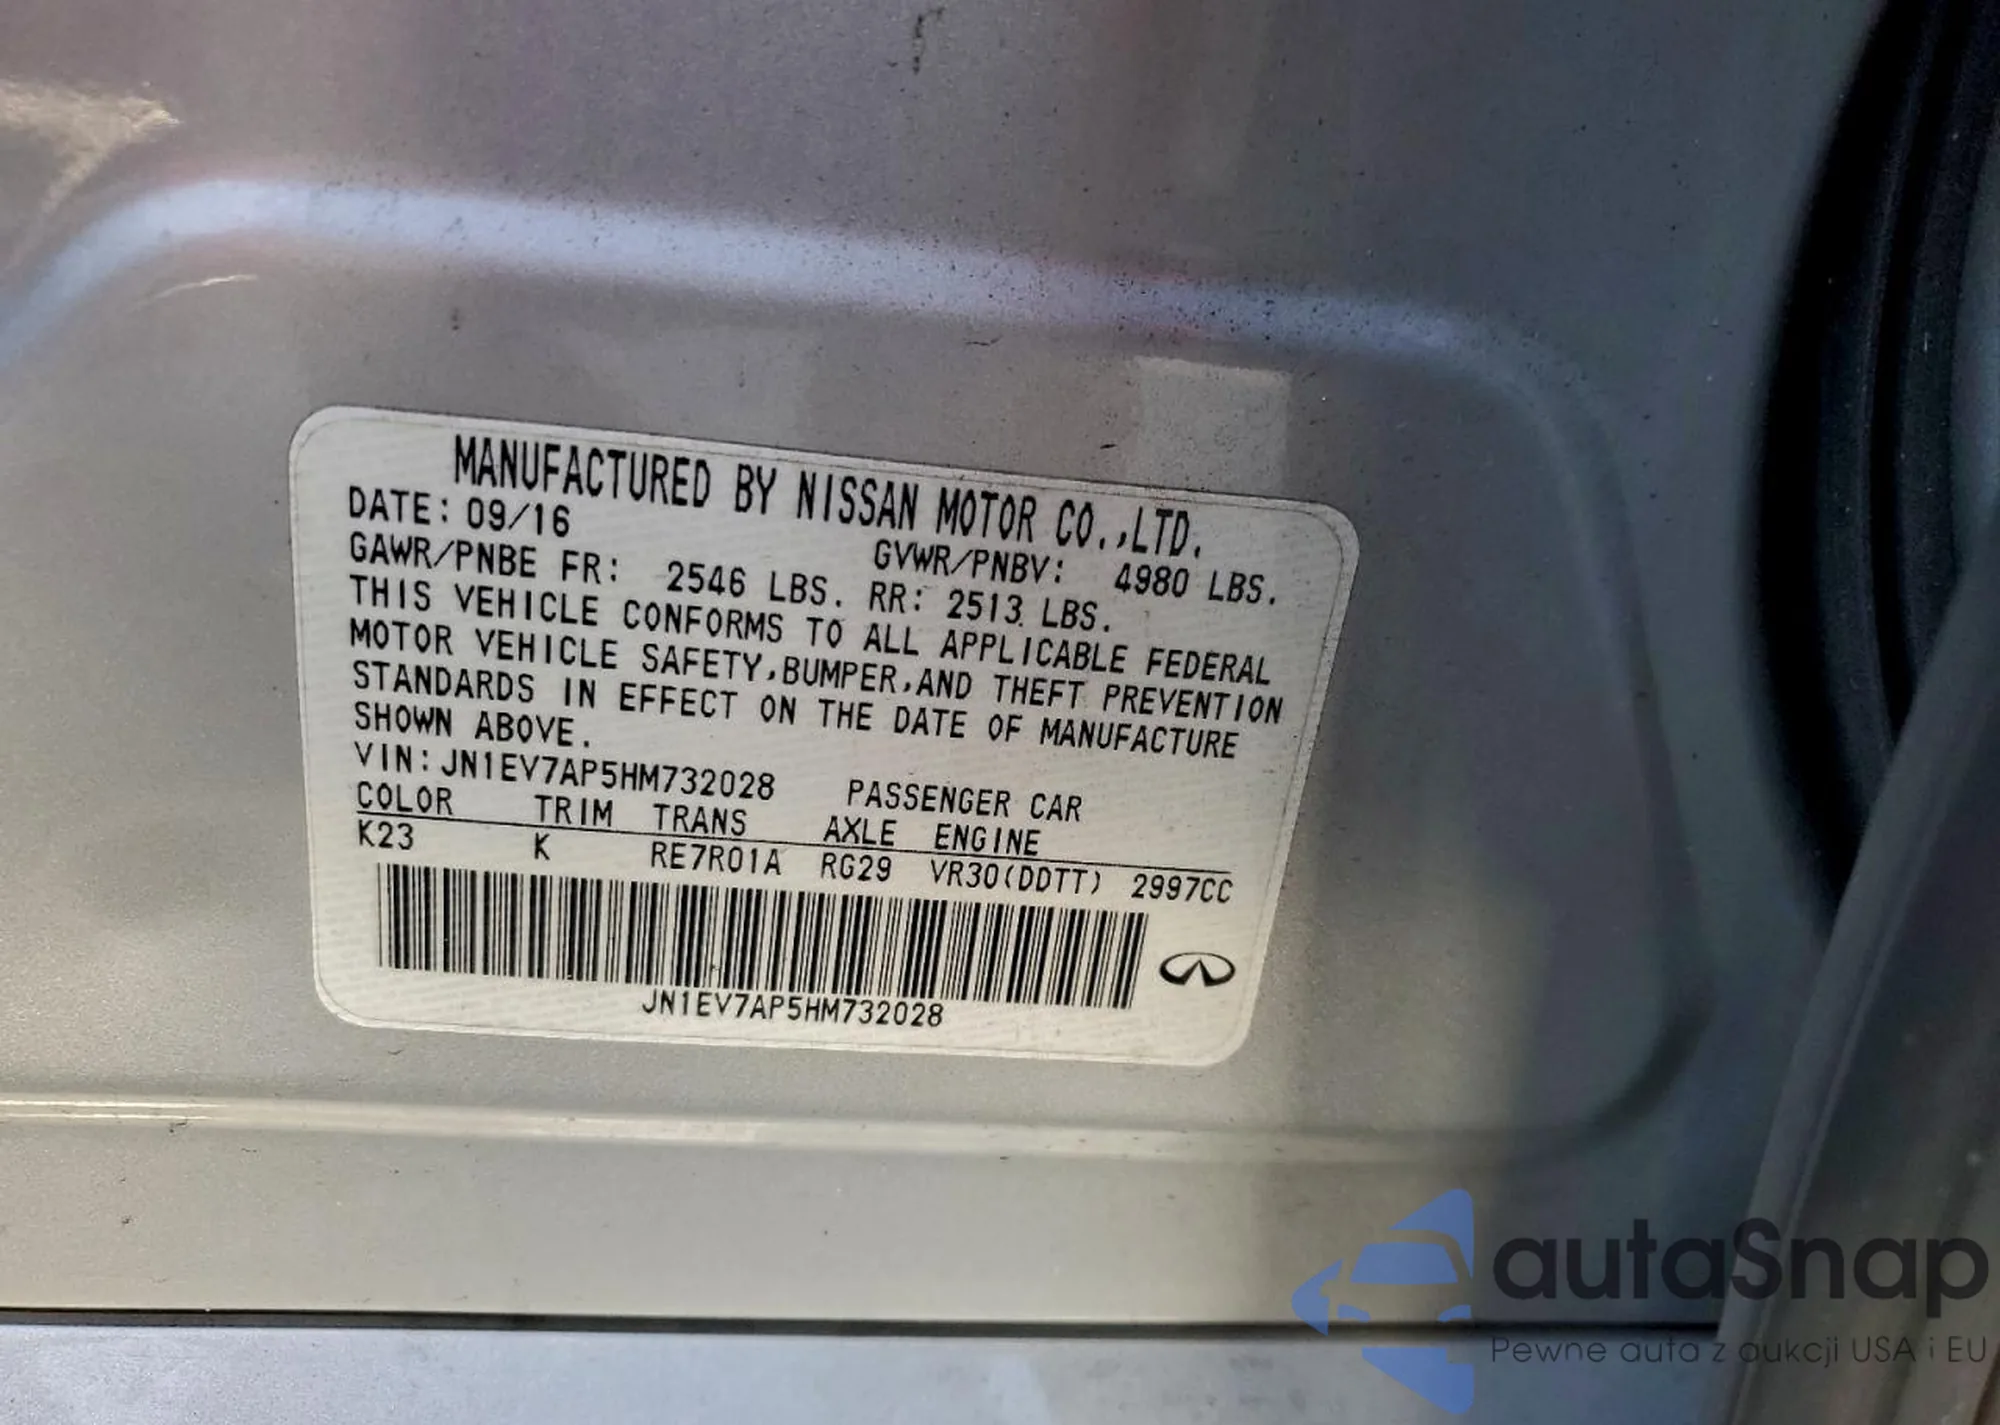 MANUFACTURED BY NISSAN MOTOR CO.,LTD.
DATE: 09/16
GVWR/PNBV: 4980 LBS.
GAWR/PNBE FR: 2546 LBS. RR: 2513 LBS.
THIS VEHICLE CONFORMS TO ALL APPLICABLE FEDERAL
MOTOR VEHICLE SAFETY,BUMPER,AND THEFT PREVENTION
STANDARDS IN EFFECT ON THE DATE OF MANUFACTURE
SHOWN ABOVE.
VIN: JN1EV7AP5HM732028 PASSENGER CAR
COLOR TRIM TRANS AXLE ENGINE
K23 K RE7R01A RG29 VR30(DDTT) 2997CC
JN1EV7AP5HM732028
autaSnap
Pewne auta z aukcji USA i EU